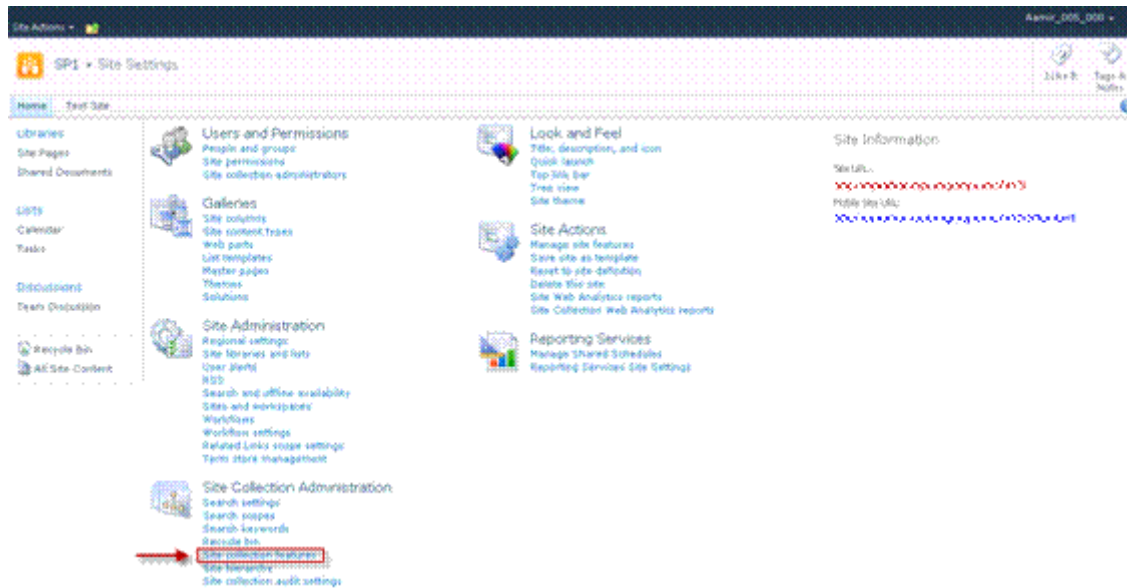 Site Actions
Aamir_005_000
SP1 • Site Settings
I Like It
Tags & Notes
Home
Test Site
Libraries
Site Pages
Shared Documents
Lists
Calendar
Tasks
Discussions
Team Discussion
Recycle Bin
All Site Content
Users and Permissions
People and groups
Site permissions
Site collection administrators
Galleries
Site columns
Site content types
Web parts
List templates
Master pages
Themes
Solutions
Site Administration
Regional settings
Site libraries and lists
User alerts
RSS
Search and offline availability
Sites and workspaces
Workflows
Workflow settings
Related Links scope settings
Term store management
Site Collection Administration
Search settings
Search scopes
Search keywords
Recycle bin
Site collection features
Site hierarchy
Site collection audit settings
Look and Feel
Title, description, and icon
Quick launch
Top link bar
Tree view
Site theme
Site Actions
Manage site features
Save site as template
Reset to site definition
Delete this site
Site Web Analytics reports
Site Collection Web Analytics reports
Reporting Services
Manage Shared Schedules
Reporting Services Site Settings
Site Information
Site URL:
Mobile Site URL: